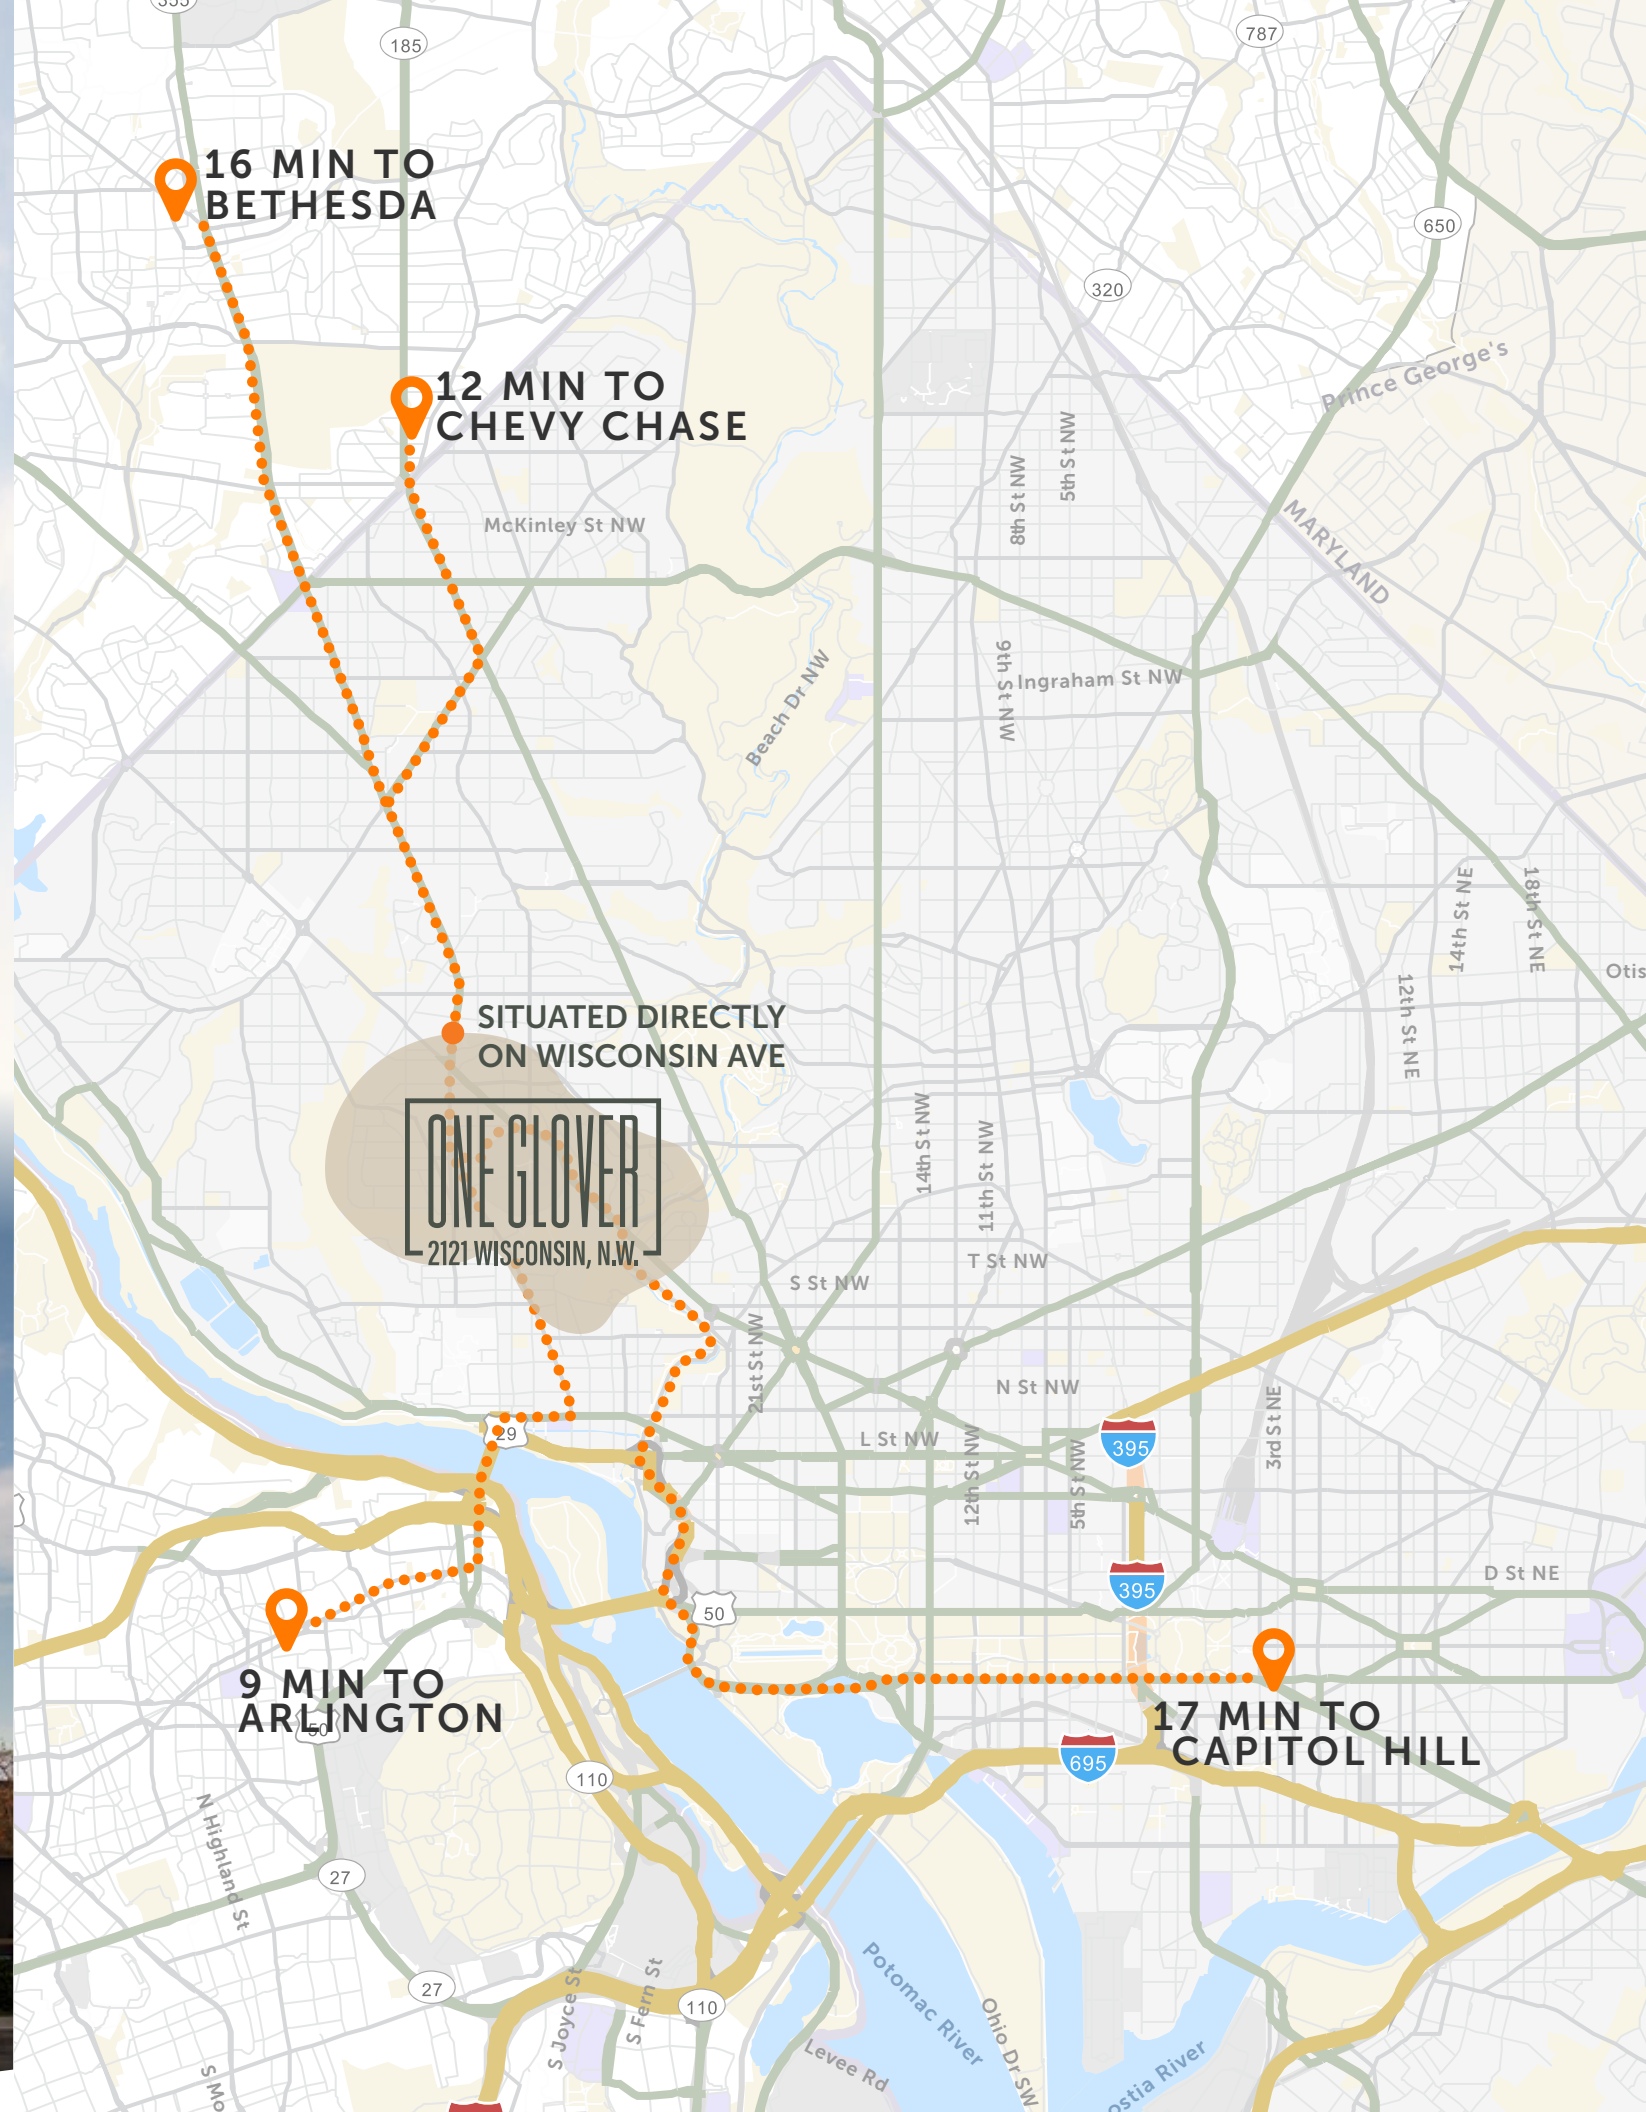 355
185
787
16 MIN TO
BETHESDA
650
320
Prince George's
12 MIN TO
CHEVY CHASE
5th St NW
8th St NW
McKinley St NW
MARYLAND
9th St NW
Ingraham St NW
Beach Dr NW
14th St NE
18th St NE
Otis
12th St NE
SITUATED DIRECTLY
ON WISCONSIN AVE
ONE GLOVER
2121 WISCONSIN, N.W.
14th St NW
11th St NW
T St NW
S St NW
21st St NW
N St NW
3rd St NE
29
L St NW
395
12th St NW
5th St NW
395
D St NE
50
9 MIN TO
ARLINGTON
50
17 MIN TO
CAPITOL HILL
695
110
N Highland St
27
27
110
S Joyce St
S Fern St
Potomac River
Ohio Dr SW
Levee Rd
ostia River
S Mo